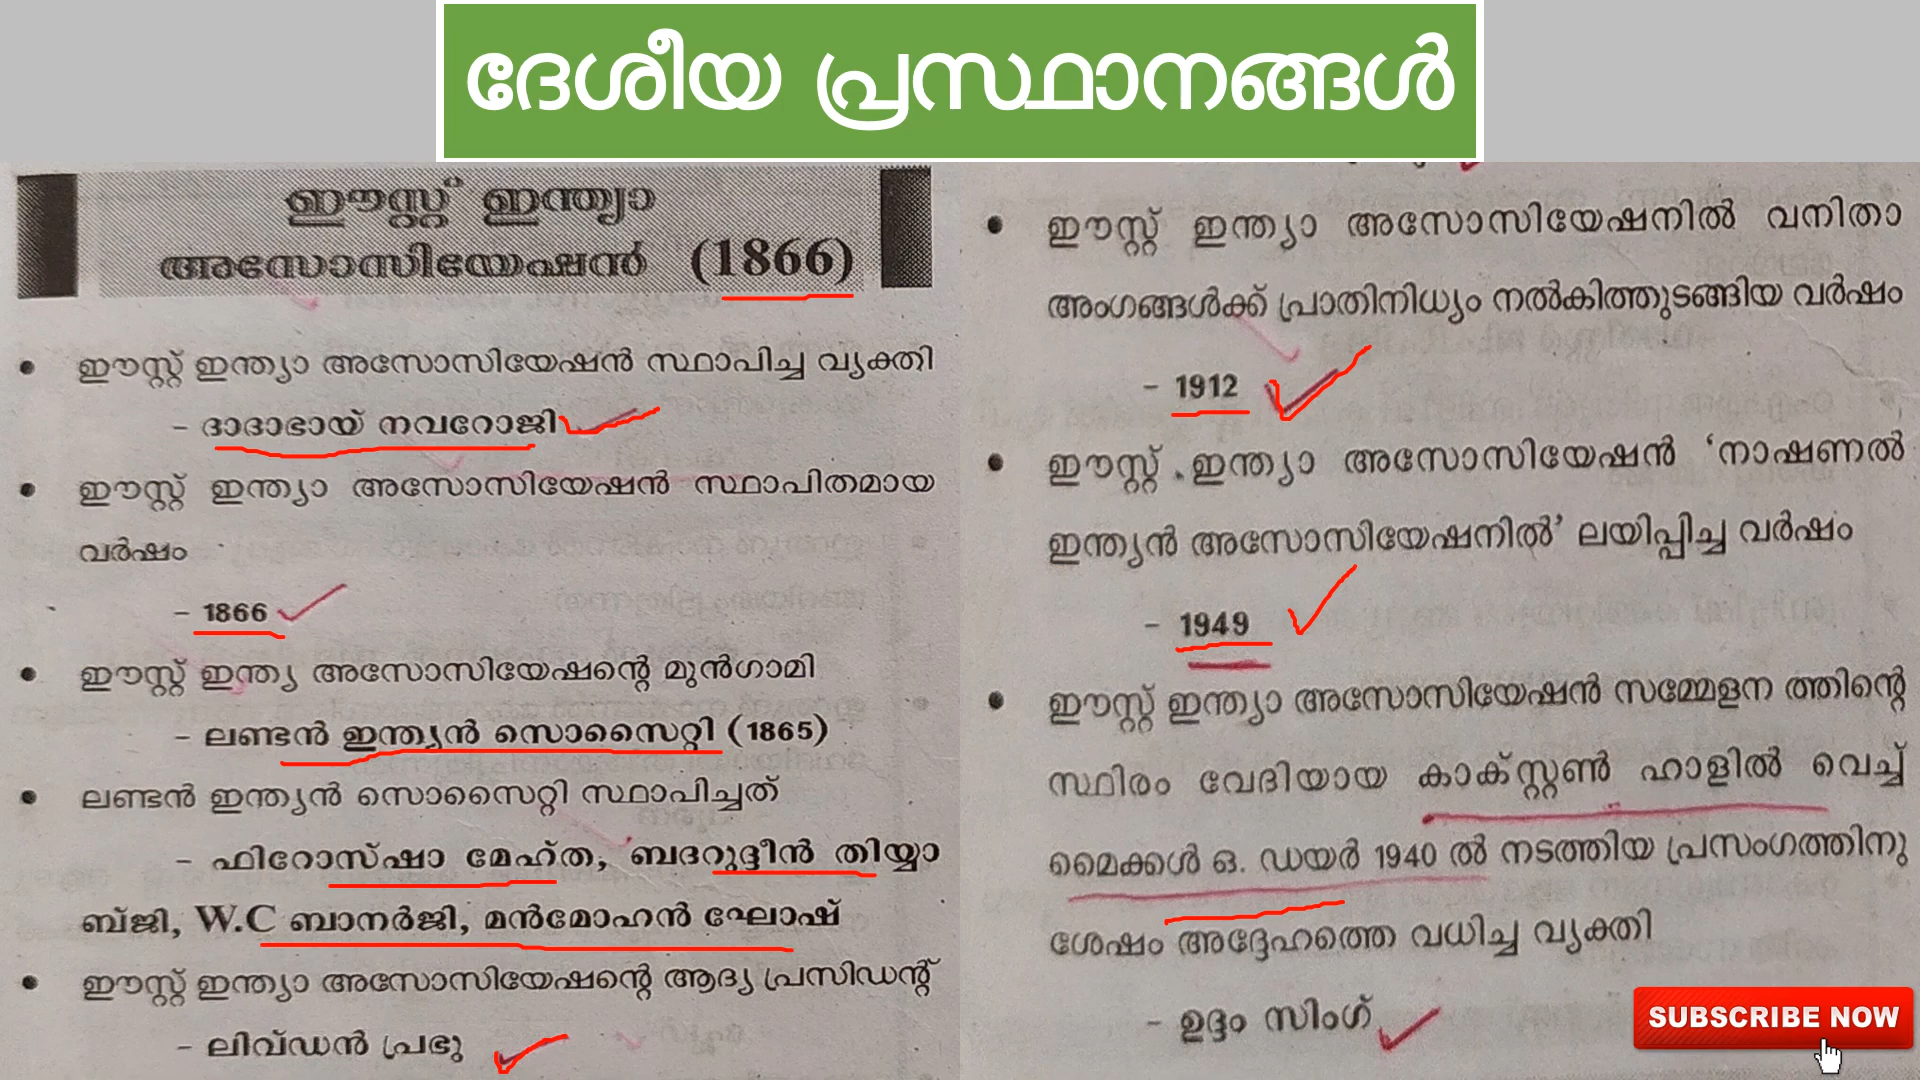 ദേശീയ പ്രസ്ഥാനങ്ങൾ
ഈസ്റ്റ് ഇന്ത്യാ
അസോസിയേഷൻ (1866)
• ഈസ്റ്റ് ഇന്ത്യാ അസോസിയേഷൻ സ്ഥാപിച്ച വ്യക്തി
– ദാദാഭായ് നവറോജി
• ഈസ്റ്റ് ഇന്ത്യാ അസോസിയേഷൻ സ്ഥാപിതമായ
വർഷം
– 1866
• ഈസ്റ്റ് ഇന്ത്യ അസോസിയേഷന്റെ മുൻഗാമി
– ലണ്ടൻ ഇന്ത്യൻ സൊസൈറ്റി (1865)
• ലണ്ടൻ ഇന്ത്യൻ സൊസൈറ്റി സ്ഥാപിച്ചത്
– ഫിറോസ്ഷാ മേഹ്ത, ബദറുദ്ദീൻ തിയ്യാ
ബ്ജി, W.C ബാനർജി, മൻമോഹൻ ഘോഷ്
• ഈസ്റ്റ് ഇന്ത്യാ അസോസിയേഷന്റെ ആദ്യ പ്രസിഡന്റ്
– ലിവ്ഡൻ പ്രഭു
• ഈസ്റ്റ് ഇന്ത്യാ അസോസിയേഷനിൽ വനിതാ
അംഗങ്ങൾക്ക് പ്രാതിനിധ്യം നൽകിത്തുടങ്ങിയ വർഷം
– 1912
• ഈസ്റ്റ് ഇന്ത്യാ അസോസിയേഷൻ ‘നാഷണൽ
ഇന്ത്യൻ അസോസിയേഷനിൽ’ ലയിപ്പിച്ച വർഷം
– 1949
• ഈസ്റ്റ് ഇന്ത്യാ അസോസിയേഷൻ സമ്മേളന ത്തിന്റെ
സ്ഥിരം വേദിയായ കാക്സ്റ്റൺ ഹാളിൽ വെച്ച്
മൈക്കൾ ഒ. ഡയർ 1940 ൽ നടത്തിയ പ്രസംഗത്തിനു
ശേഷം അദ്ദേഹത്തെ വധിച്ച വ്യക്തി
– ഉദ്ദം സിംഗ്
SUBSCRIBE NOW